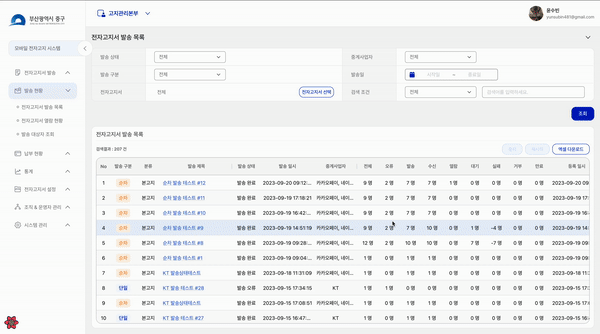 부산광역시 중구
고지관리본부
윤수빈
yunsubin481@gmail.com
모바일 전자고지 시스템
전자고지서 발송
발송 현황
+ 전자고지서 발송 목록
+ 전자고지서 열람 현황
+ 발송 대상자 조회
납부 현황
통계
전자고지서 설정
조직 & 운영자 관리
시스템 관리
전자고지서 발송 목록
발송 상태 전체 중계사업자 전체
발송 구분 전체 발송일 시작일 ~ 종료일
전자고지서 전체 전자고지서 선택 검색 조건 전체 검색어를 입력하세요.
조회
전자고지서 발송 목록
검색결과 : 207 건
엑셀 다운로드
No 발송 구분 분류 발송 제목 발송 상태 발송 일시 중계사업자 전체 오류 발송 수신 열람 대기 실패 거부 만료 등록 일시
1 순차 본고지 순차 발송 테스트 #12 발송 완료 2023-09-20 09:12:... 카카오페이, 네이... 9 명 2 명 7 명 7 명 1 명 0 명 0 명 0 명 0 명 2023-09-20 09:
2 순차 본고지 순차 발송 테스트 #11 발송 완료 2023-09-19 17:18:21 카카오페이, 네이... 9 명 2 명 7 명 7 명 0 명 0 명 0 명 0 명 0 명 2023-09-19 17:1
3 순차 본고지 순차 발송 테스트 #10 발송 완료 2023-09-19 16:42:... 카카오페이, 네이... 9 명 2 명 7 명 7 명 0 명 0 명 0 명 0 명 0 명 2023-09-19 16:
4 순차 본고지 순차 발송 테스트 #9 발송 완료 2023-09-19 14:51:19 카카오페이, 네이... 9 명 2 명 7 명 10 명 0 명 1 명 -4 명 0 명 0 명 2023-09-19 14:
5 순차 본고지 순차 발송 테스트 #8 발송 완료 2023-09-19 09:28:... 카카오페이, 네이... 12 명 2 명 10 명 10 명 0 명 7 명 -7 명 0 명 0 명 2023-09-19 09:
6 순차 본고지 순차 발송 테스트 #1 발송 완료 2023-09-19 09:04:... 카카오페이, 네이... 1 명 0 명 1 명 1 명 0 명 0 명 0 명 0 명 0 명 2023-09-19 09:
7 순차 본고지 KT 발송상태테스트 발송 완료 2023-09-18 11:31:09 카카오페이, 네이... 1 명 0 명 1 명 1 명 0 명 0 명 0 명 0 명 0 명 2023-09-18 11:3
8 단일 본고지 KT 발송 테스트 #28 발송 오류 2023-09-15 17:34:15 KT 1 명 1 명 0 명 0 명 0 명 0 명 0 명 0 명 0 명 2023-09-15 17:3
9 순차 본고지 KT 발송상태테스트 발송 완료 2023-09-15 17:08:51 카카오페이, 네이... 1 명 0 명 1 명 1 명 0 명 0 명 0 명 0 명 0 명 2023-09-15 17:0
10 단일 본고지 KT 발송 테스트 #27 발송 완료 2023-09-15 16:47:... KT 1 명 0 명 1 명 1 명 0 명 0 명 0 명 0 명 0 명 2023-09-15 16: